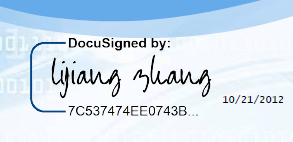 DocuSigned by:
lijiang zhang
7C537474EE0743B...
10/21/2012